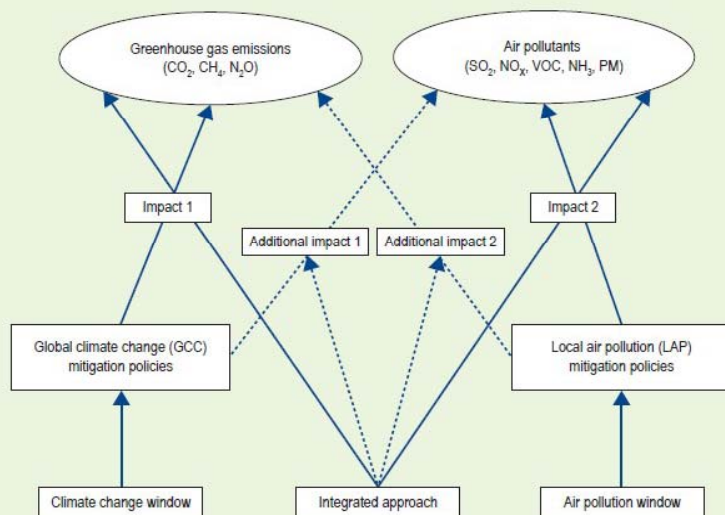 Greenhouse gas emissions
(CO₂, CH₄, N₂O)
Air pollutants
(SO₂, NOₓ, VOC, NH₃, PM)
Impact 1
Impact 2
Additional impact 1
Additional impact 2
Global climate change (GCC)
mitigation policies
Local air pollution (LAP)
mitigation policies
Climate change window
Integrated approach
Air pollution window